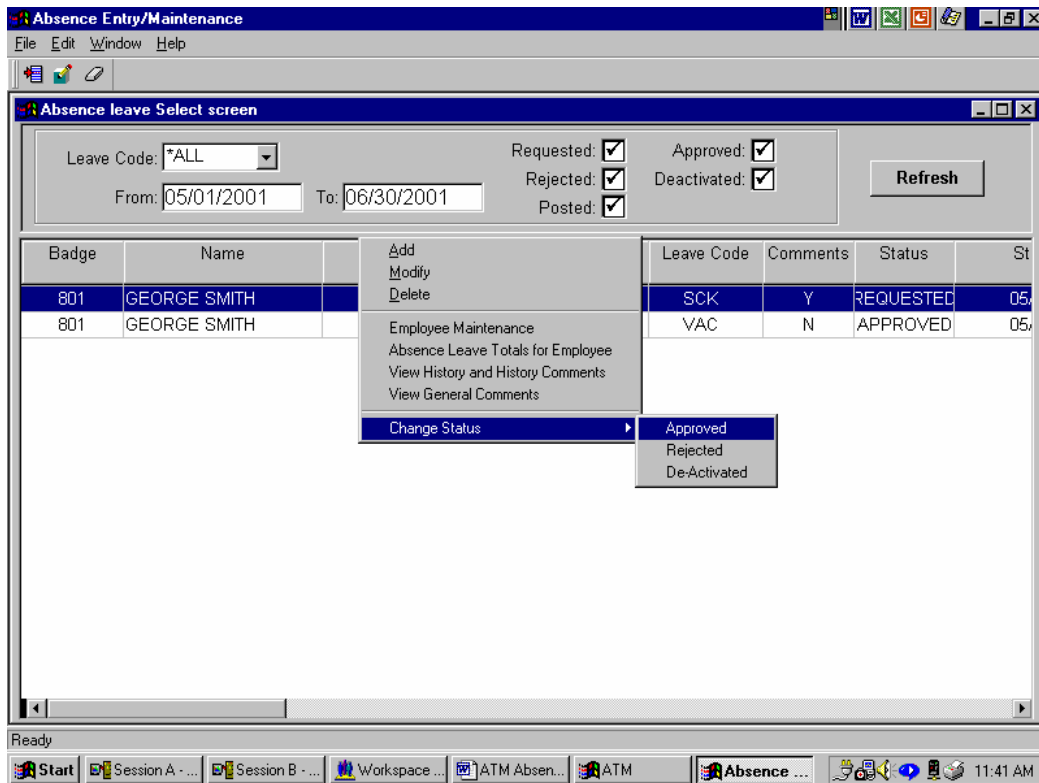 Absence Entry/Maintenance
File Edit Window Help
Absence leave Select screen
Leave Code: *ALL
Requested: Approved:
Rejected: Deactivated:
Refresh
From: 05/01/2001 To: 06/30/2001
Posted:
Badge Name Leave Code Comments Status St
801 GEORGE SMITH SCK Y REQUESTED 05/
801 GEORGE SMITH VAC N APPROVED 05/
Add
Modify
Delete
Employee Maintenance
Absence Leave Totals for Employee
View History and History Comments
View General Comments
Change Status
Approved
Rejected
De-Activated
Ready
Start Session A - ... Session B - ... Workspace ... ATM Absen... ATM Absence ... 11:41 AM